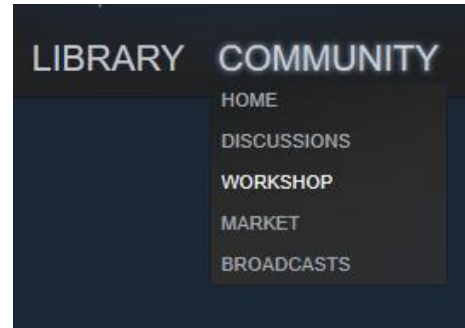 LIBRARY COMMUNITY
HOME
DISCUSSIONS
WORKSHOP
MARKET
BROADCASTS